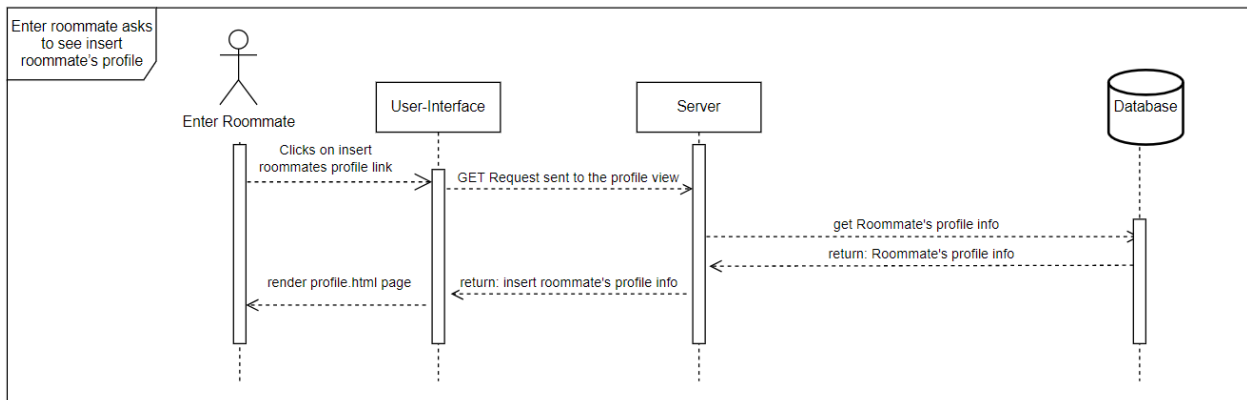 Enter roommate asks
to see insert
roommate's profile
Enter Roommate
User-Interface
Server
Database
Clicks on insert
roommates profile link
GET Request sent to the profile view
get Roommate's profile info
return: Roommate's profile info
return: insert roommate's profile info
render profile.html page